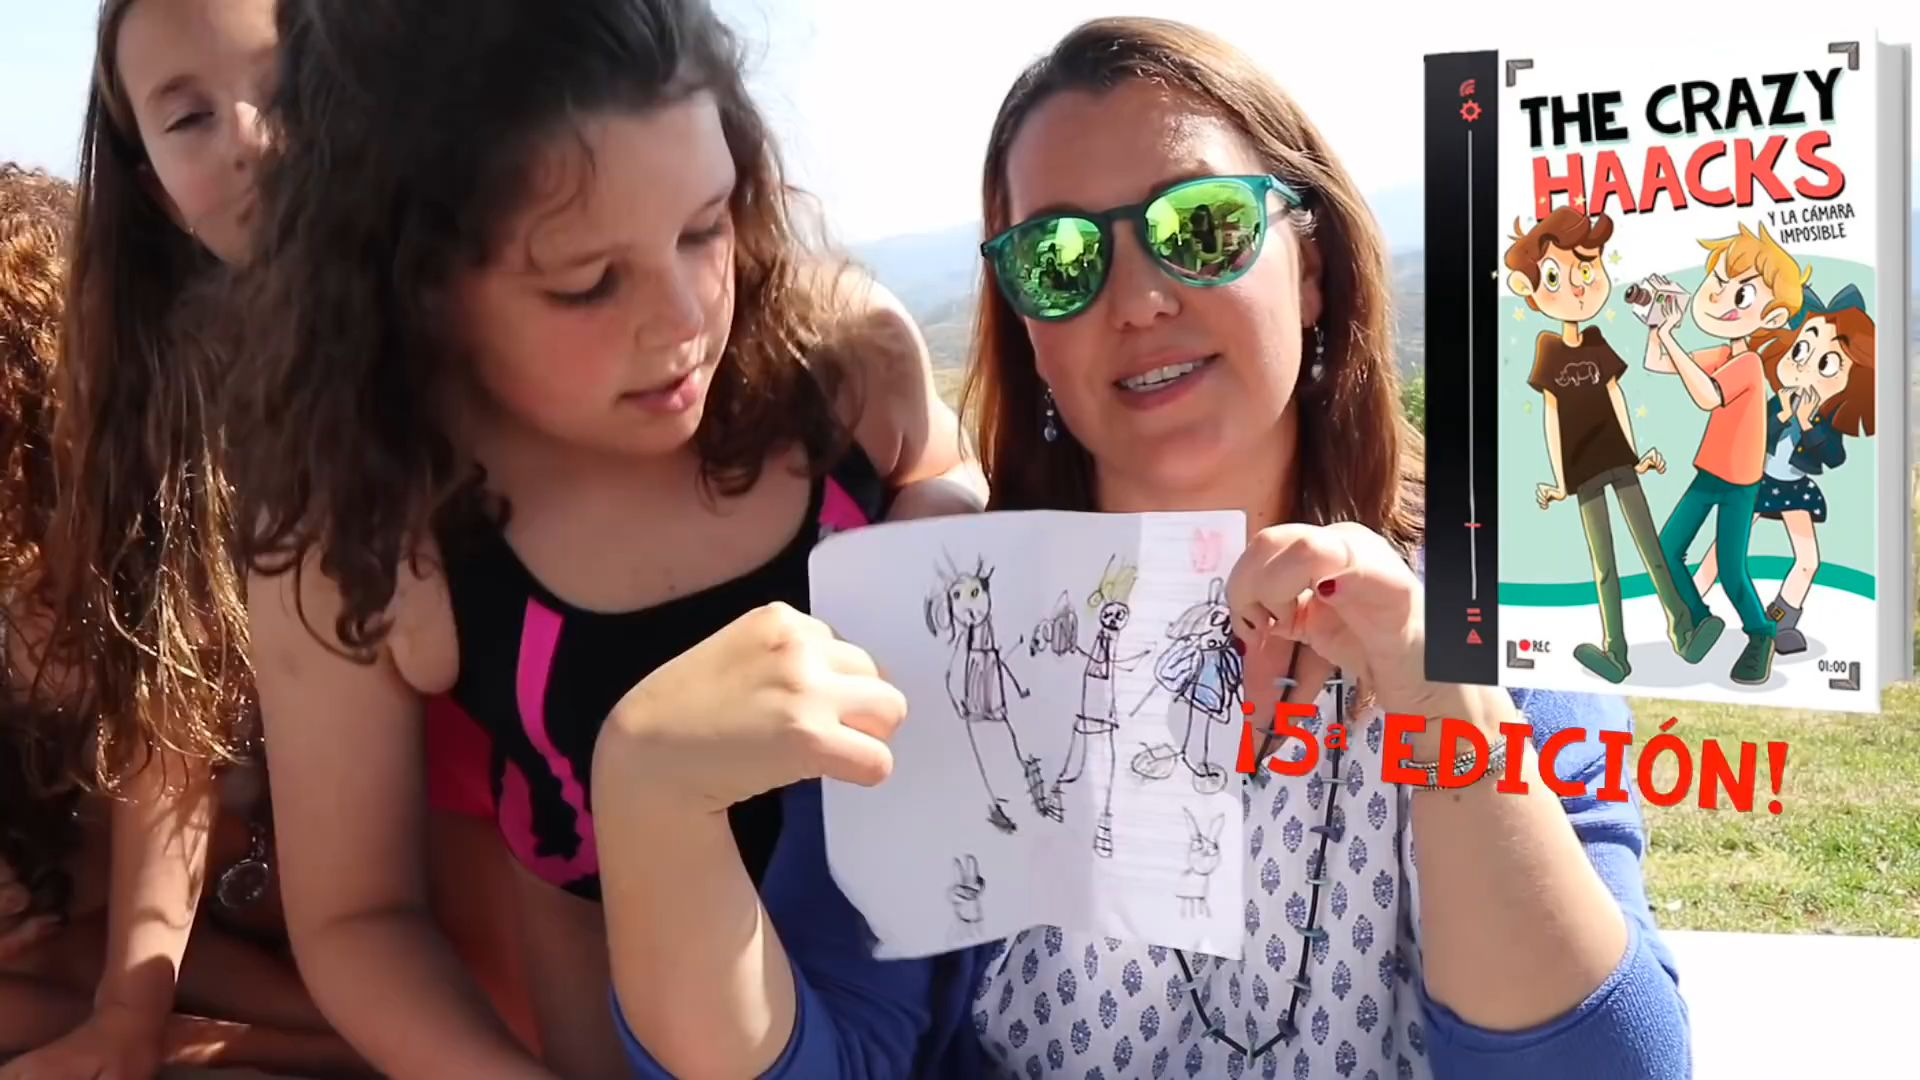 THE CRAZY
HAACKS
Y LA CÁMARA
IMPOSIBLE
REC
01:00
¡5ª EDICIÓN!